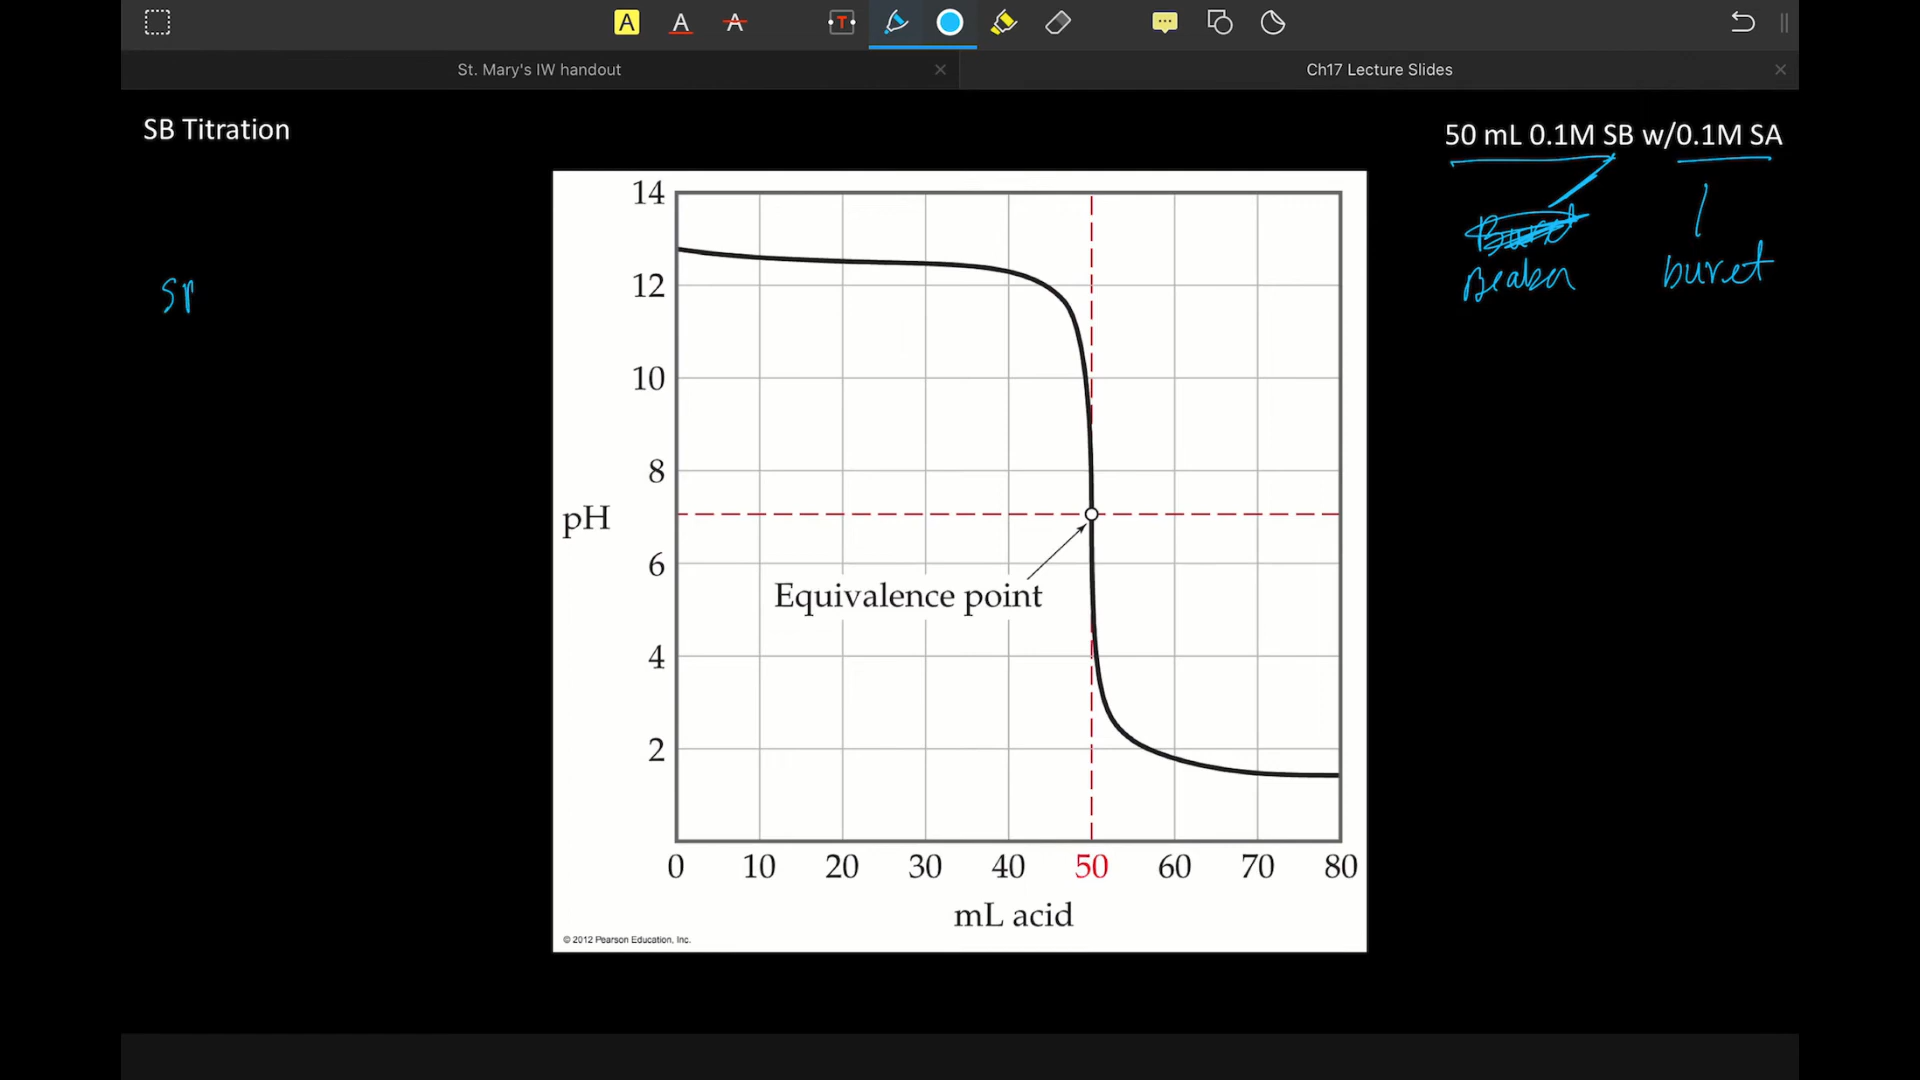 A A A T
St. Mary's IW handout
Ch17 Lecture Slides
SB Titration
50 mL 0.1M SB w/0.1M SA
Beaker
buret
14
12
10
8
6
4
2
pH
Equivalence point
0 10 20 30 40 50 60 70 80
mL acid
© 2012 Pearson Education, Inc.